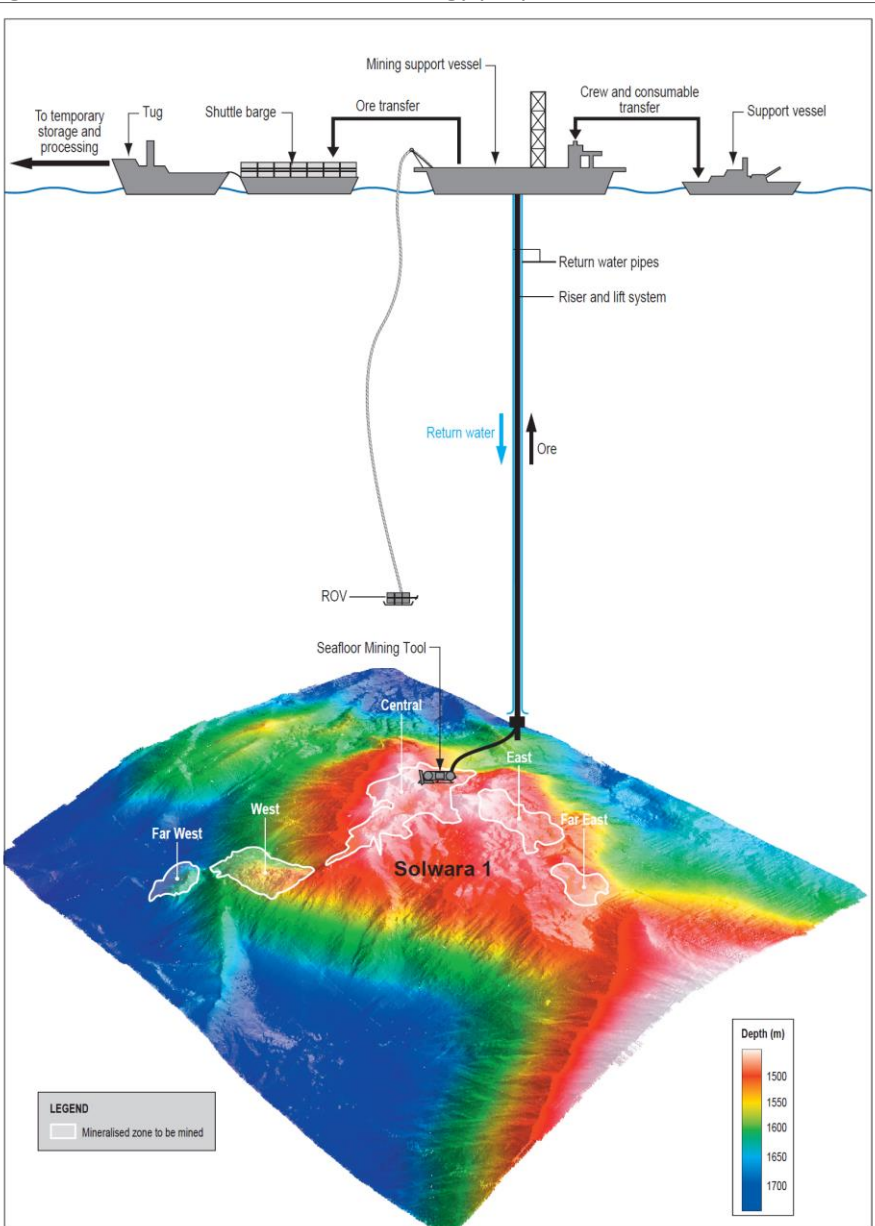 Mining support vessel
To temporary
storage and
processing
Tug
Shuttle barge
Ore transfer
Crew and consumable
transfer
Support vessel
Return water pipes
Riser and lift system
Return water
Ore
ROV
Seafloor Mining Tool
Central
East
West
Far West
Far East
Solwara 1
Depth (m)
1500
1550
1600
1650
1700
LEGEND
Mineralised zone to be mined